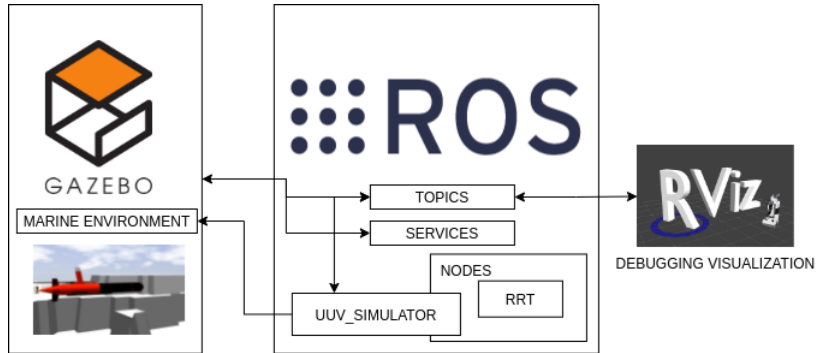 GAZEBO
MARINE ENVIRONMENT
ROS
TOPICS
SERVICES
NODES
RRT
UUV_SIMULATOR
RViz
DEBUGGING VISUALIZATION